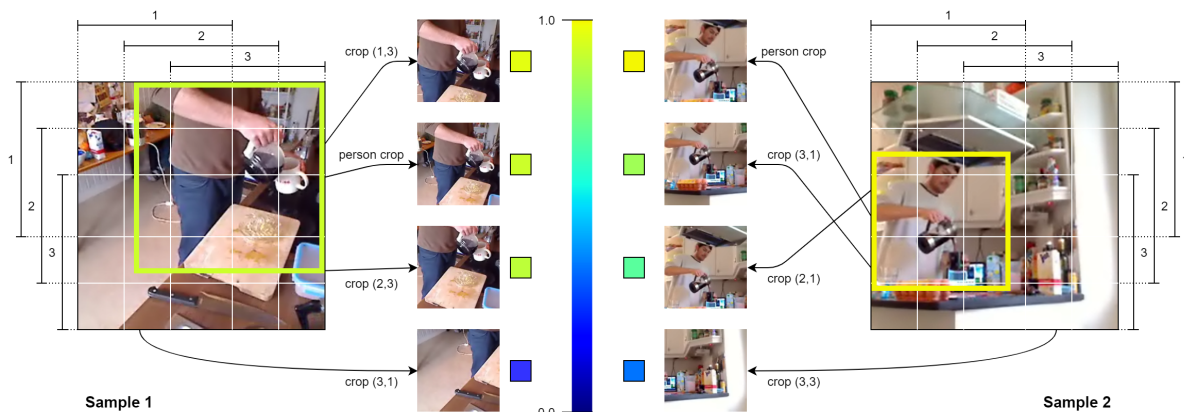 1
2
3
1
2
3
crop (1,3)
person crop
crop (2,3)
crop (3,1)
Sample 1
1.0
0.0
person crop
crop (3,1)
crop (2,1)
crop (3,3)
1
2
3
2
3
Sample 2